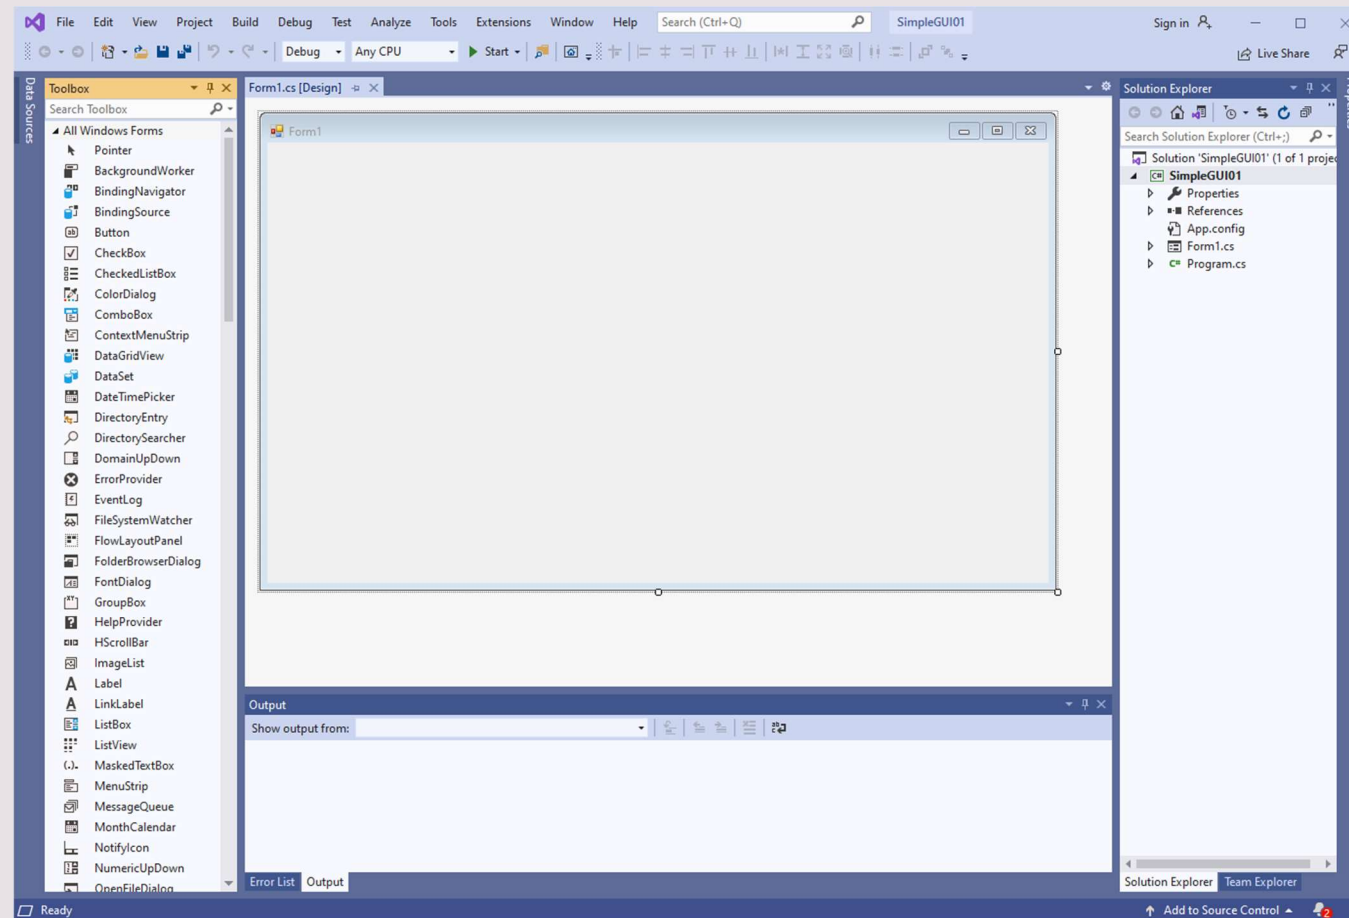 File Edit View Project Build Debug Test Analyze Tools Extensions Window Help Search (Ctrl+Q) SimpleGUI01 Sign in
Debug Any CPU Start Live Share
Data Sources
Toolbox
Search Toolbox
All Windows Forms
Pointer
BackgroundWorker
BindingNavigator
BindingSource
Button
CheckBox
CheckedListBox
ColorDialog
ComboBox
ContextMenuStrip
DataGridView
DataSet
DateTimePicker
DirectoryEntry
DirectorySearcher
DomainUpDown
ErrorProvider
EventLog
FileSystemWatcher
FlowLayoutPanel
FolderBrowserDialog
FontDialog
GroupBox
HelpProvider
HScrollBar
ImageList
Label
LinkLabel
ListBox
ListView
MaskedTextBox
MenuStrip
MessageQueue
MonthCalendar
NotifyIcon
NumericUpDown
OpenFileDialog
Form1.cs [Design]
Form1
Output
Show output from:
Error List Output
Solution Explorer
Search Solution Explorer (Ctrl+;)
Solution 'SimpleGUI01' (1 of 1 projec
SimpleGUI01
Properties
References
App.config
Form1.cs
C# Program.cs
Solution Explorer Team Explorer
Ready Add to Source Control 2